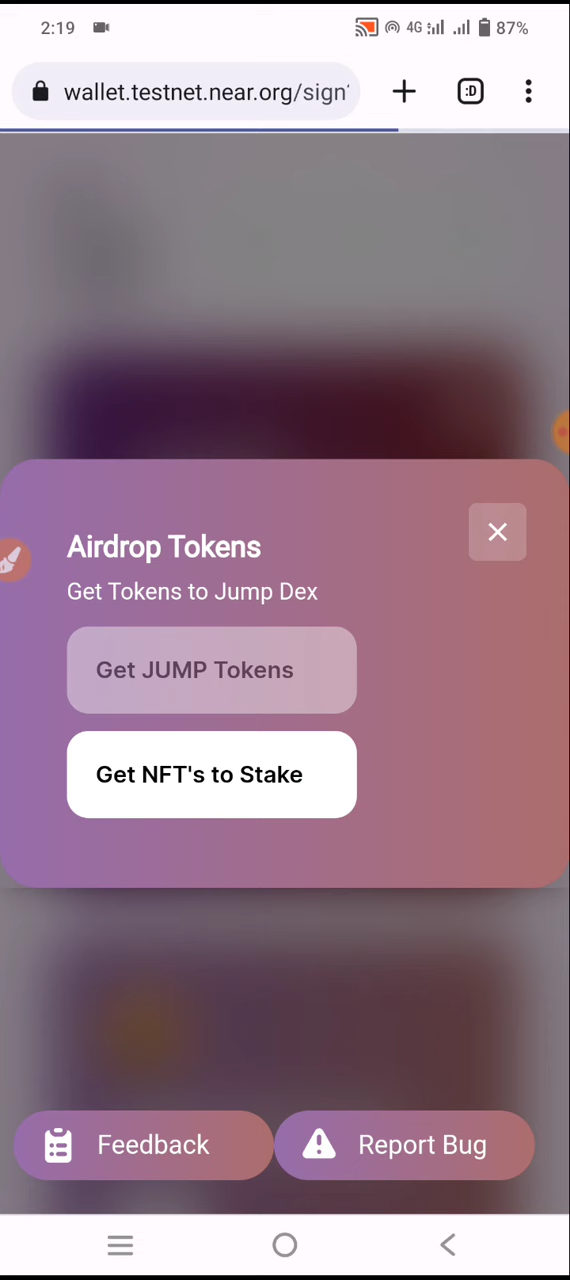 2:19
4G
87%
wallet.testnet.near.org/sign
:D
Airdrop Tokens
Get Tokens to Jump Dex
Get JUMP Tokens
Get NFT's to Stake
Feedback
Report Bug